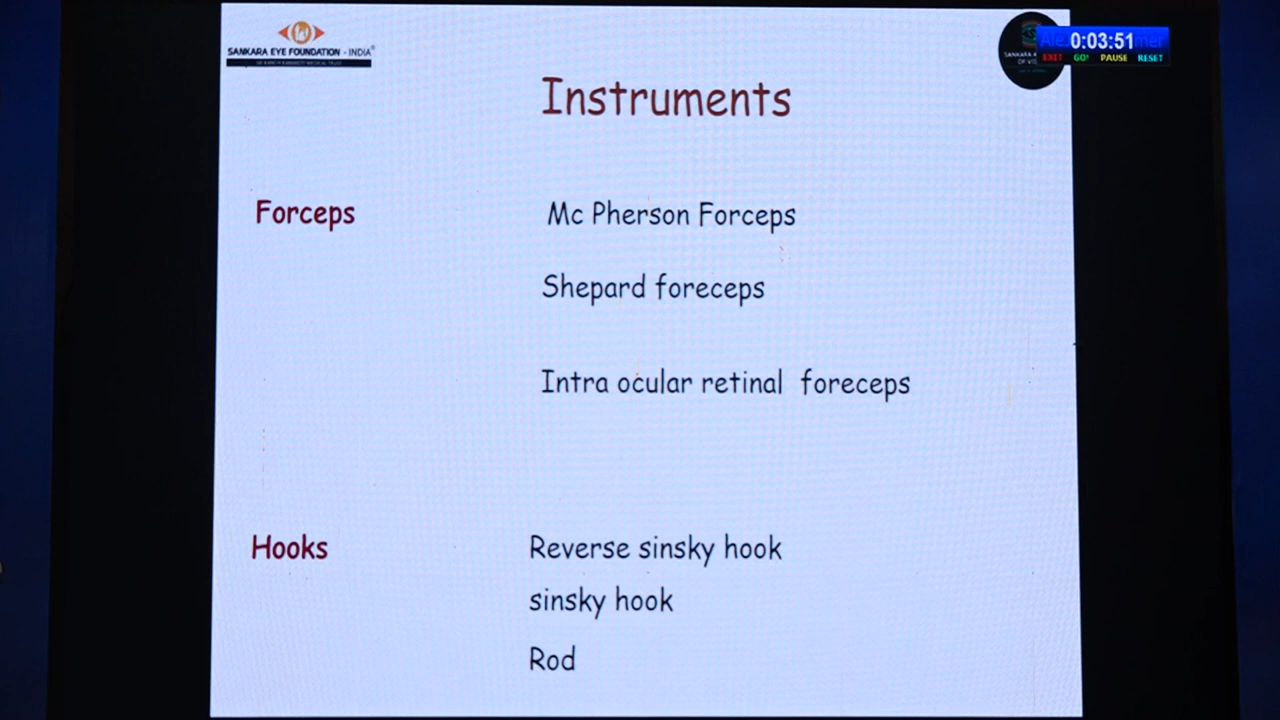 SANKARA EYE FOUNDATION - INDIA®
0:03:51
EXIT GO! PAUSE RESET
Instruments
Forceps Mc Pherson Forceps
Shepard foreceps
Intra ocular retinal foreceps
Hooks Reverse sinsky hook
sinsky hook
Rod